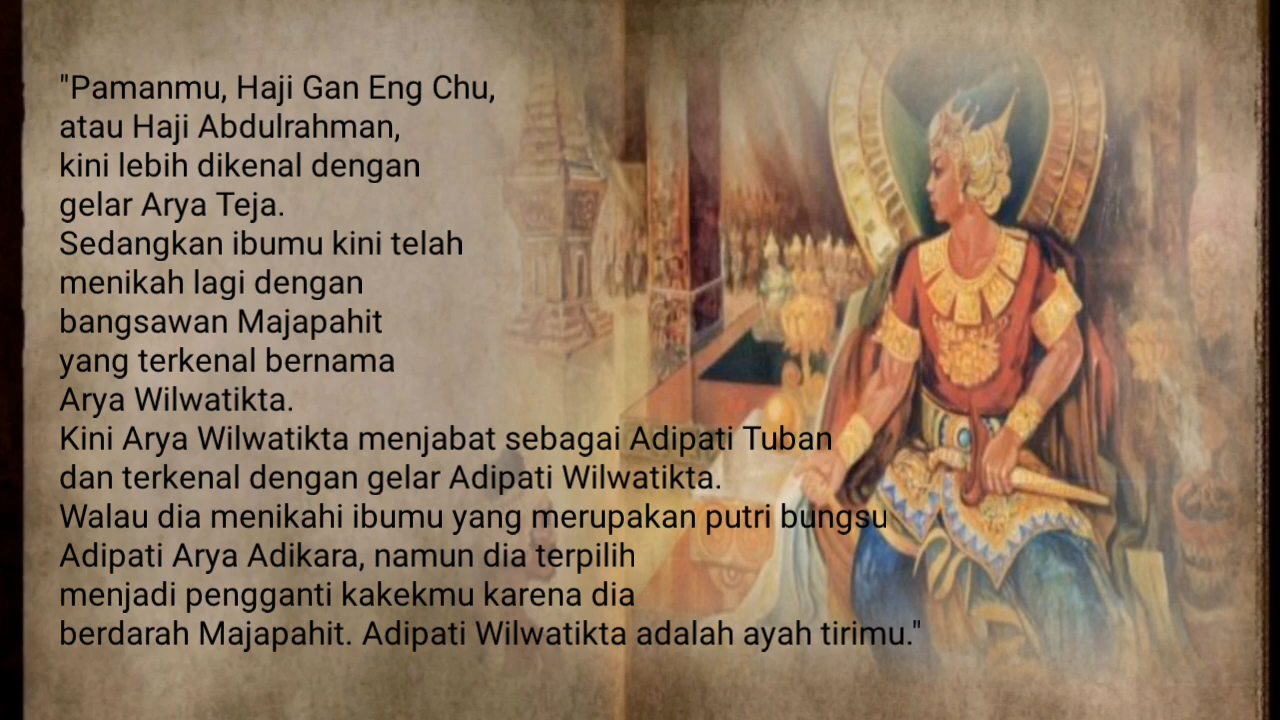 "Pamanmu, Haji Gan Eng Chu,
atau Haji Abdulrahman,
kini lebih dikenal dengan
gelar Arya Teja.
Sedangkan ibumu kini telah
menikah lagi dengan
bangsawan Majapahit
yang terkenal bernama
Arya Wilwatikta.
Kini Arya Wilwatikta menjabat sebagai Adipati Tuban
dan terkenal dengan gelar Adipati Wilwatikta.
Walau dia menikahi ibumu yang merupakan putri bungsu
Adipati Arya Adikara, namun dia terpilih
menjadi pengganti kakekmu karena dia
berdarah Majapahit. Adipati Wilwatikta adalah ayah tirimu."